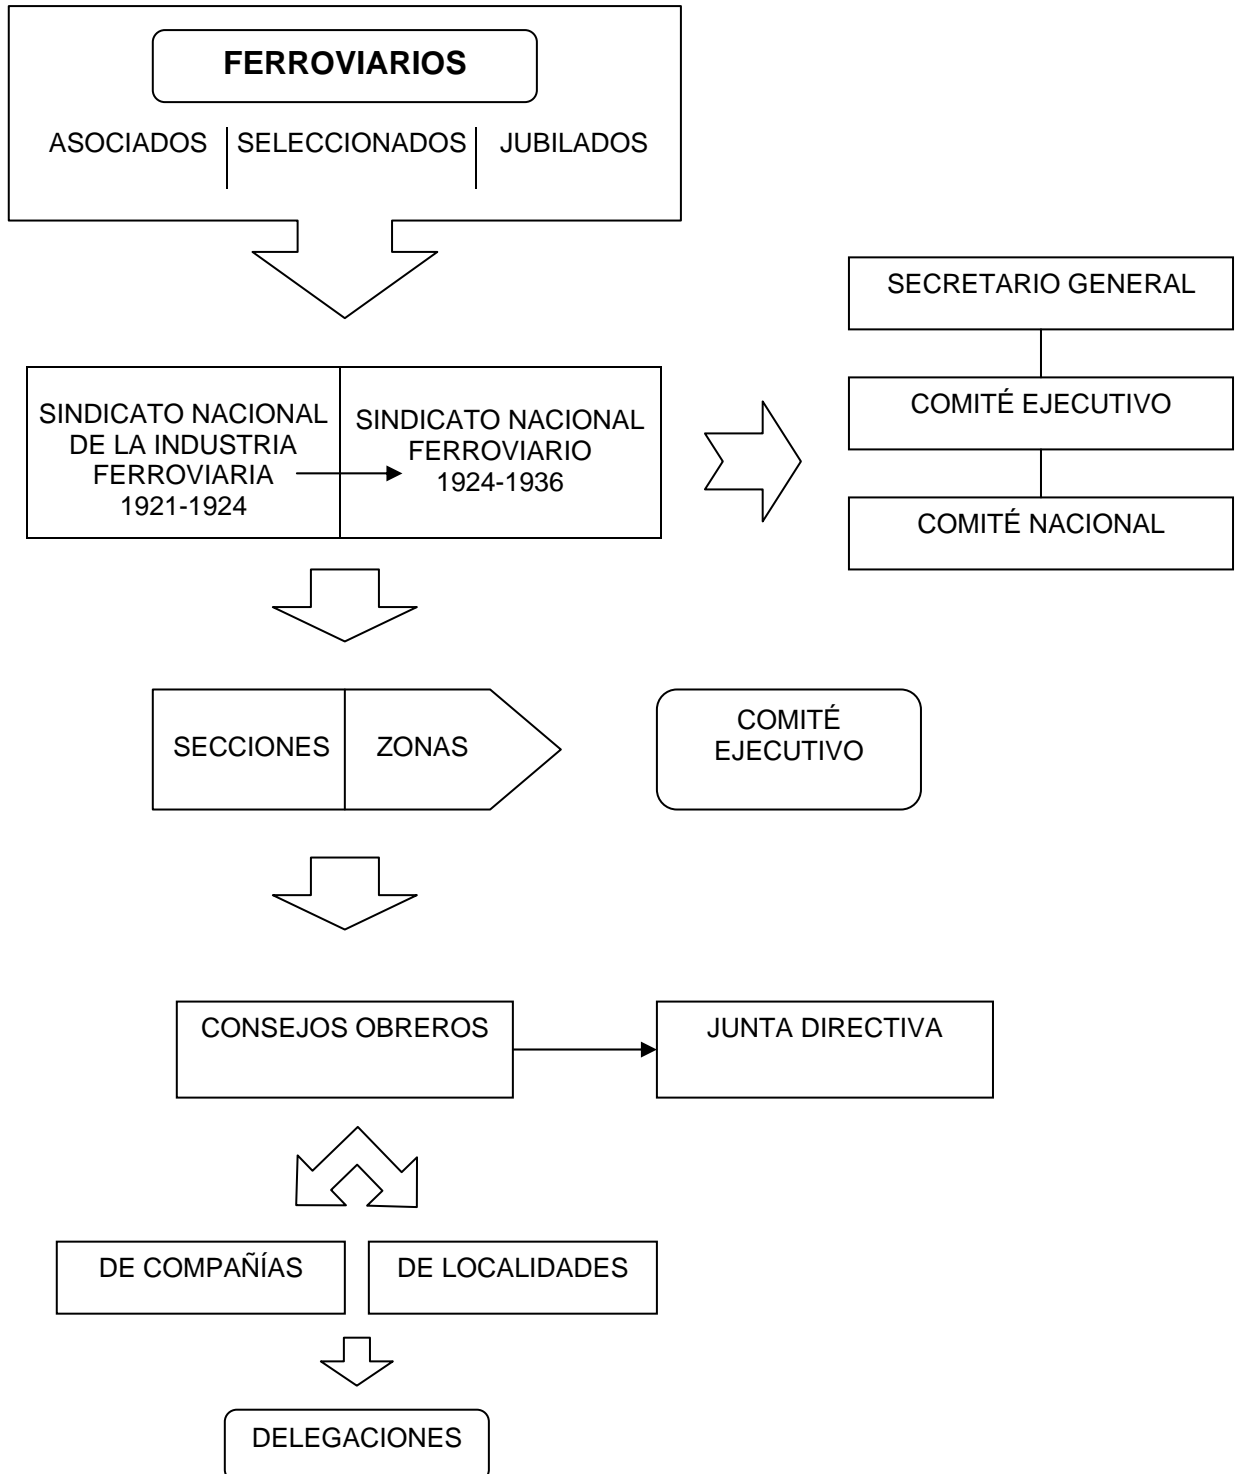 FERROVIARIOS
ASOCIADOS
SELECCIONADOS
JUBILADOS
SECRETARIO GENERAL
COMITÉ EJECUTIVO
COMITÉ NACIONAL
SINDICATO NACIONAL
DE LA INDUSTRIA
FERROVIARIA
1921-1924
SINDICATO NACIONAL
FERROVIARIO
1924-1936
SECCIONES
ZONAS
COMITÉ
EJECUTIVO
CONSEJOS OBREROS
JUNTA DIRECTIVA
DE COMPAÑÍAS
DE LOCALIDADES
DELEGACIONES